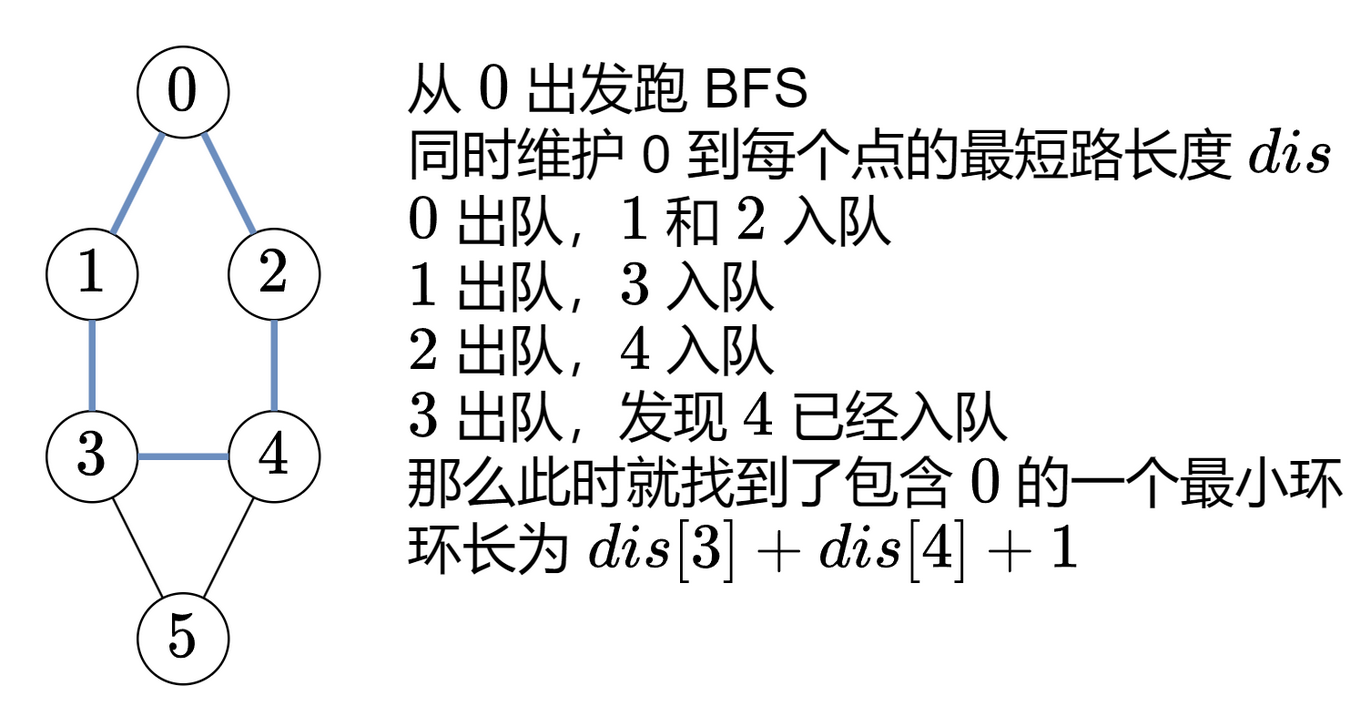 0
1
2
3
4
5
从 0 出发跑 BFS
同时维护 0 到每个点的最短路长度 dis
0 出队，1 和 2 入队
1 出队，3 入队
2 出队，4 入队
3 出队，发现 4 已经入队
那么此时就找到了包含 0 的一个最小环
环长为 dis[3] + dis[4] + 1